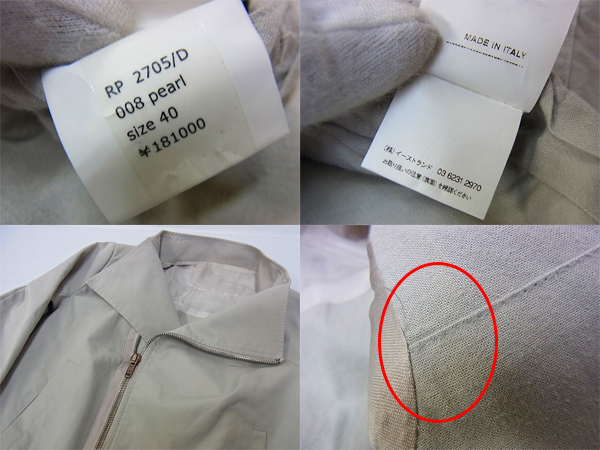 RP 2705/D
008 pearl
size 40
¥181000
MADE IN ITALY
(株)イーストランド 03 6231 2970
お取り扱いの注意(裏面)を確認ください